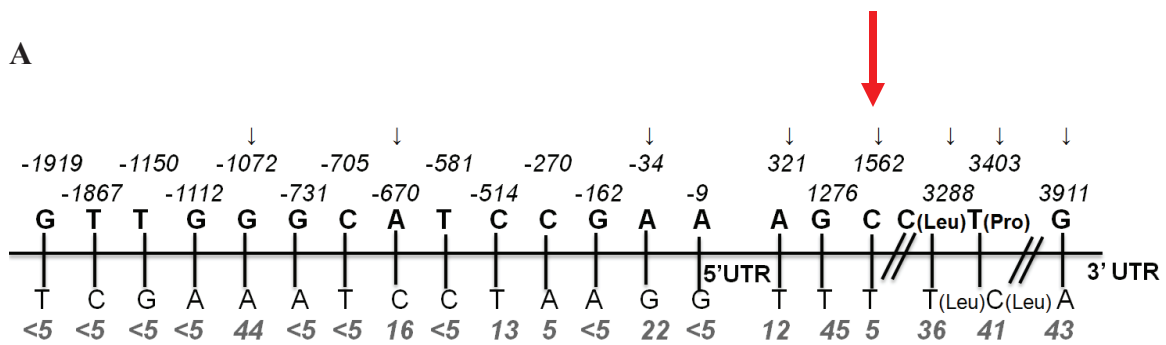 A
↓ ↓ ↓ ↓ ↓ ↓ ↓ ↓
-1919 -1150 -1072 -705 -581 -270 -34 321 1562 3403
-1867 -1112 -731 -670 -514 -162 -9 1276 3288 3911
G T T G G G C A T C C G A A A G C C(Leu) T(Pro) G
5'UTR 3' UTR
T C G A A A T C C T A A G G T T T T(Leu) C(Leu) A
<5 <5 <5 <5 44 <5 <5 16 <5 13 5 <5 22 <5 12 45 5 36 41 43